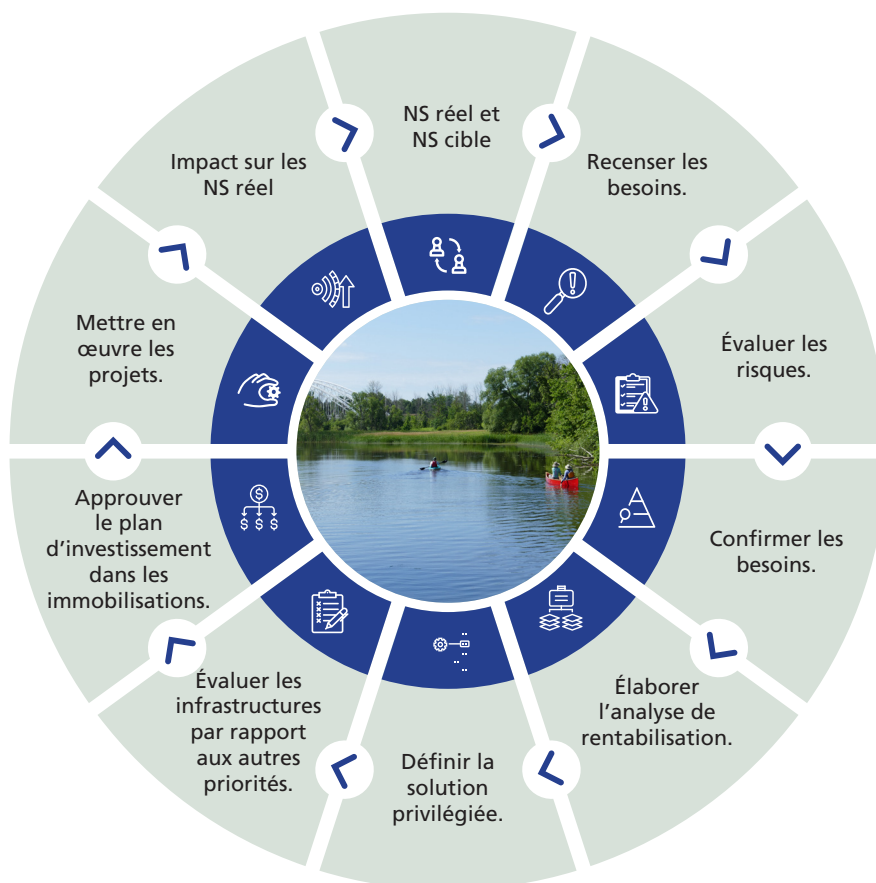 NS réel et
NS cible
Recenser les
besoins.
Évaluer les
risques.
Confirmer les
besoins.
Élaborer
l’analyse de
rentabilisation.
Définir la
solution
privilégiée.
Évaluer les
infrastructures
par rapport
aux autres
priorités.
Approuver
le plan
d’investissement
dans les
immobilisations.
Mettre en
œuvre les
projets.
Impact sur les
NS réel